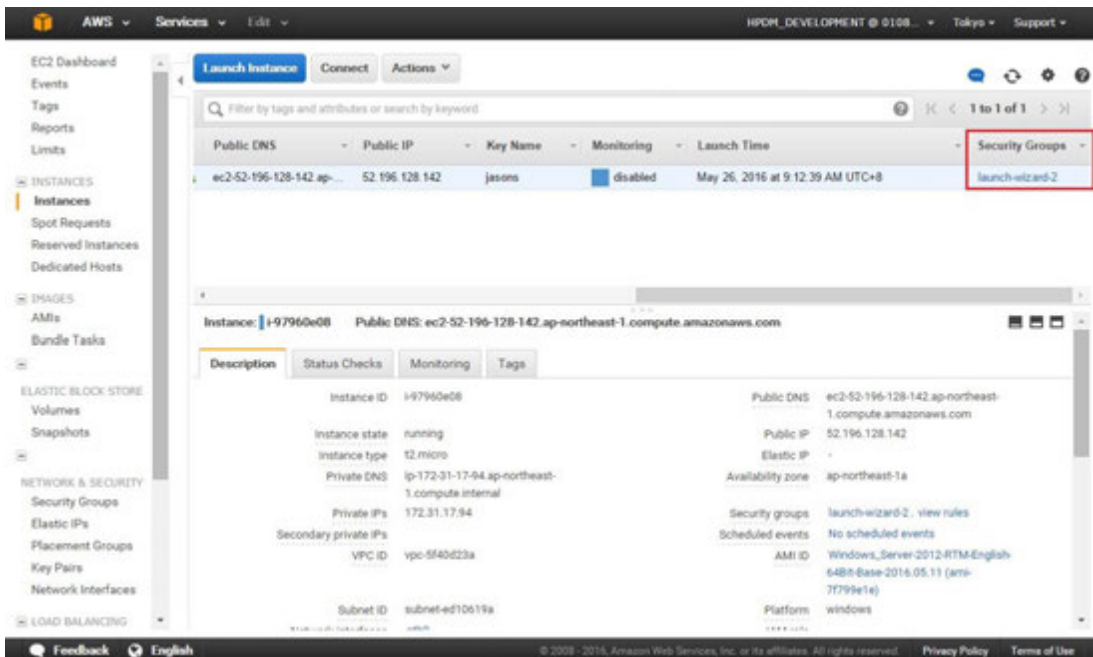 AWS Services Edit HPDM_DEVELOPMENT @ 0108... Tokyo Support
EC2 Dashboard
Events
Tags
Reports
Limits
INSTANCES
Instances
Spot Requests
Reserved Instances
Dedicated Hosts
IMAGES
AMIs
Bundle Tasks
ELASTIC BLOCK STORE
Volumes
Snapshots
NETWORK & SECURITY
Security Groups
Elastic IPs
Placement Groups
Key Pairs
Network Interfaces
LOAD BALANCING
Launch Instance Connect Actions
Filter by tags and attributes or search by keyword 1 to 1 of 1
Public DNS Public IP Key Name Monitoring Launch Time Security Groups
ec2-52-196-128-142.ap-... 52.196.128.142 jasons disabled May 26, 2016 at 9:12:39 AM UTC+8 launch-wizard-2
Instance: i-97960e08 Public DNS: ec2-52-196-128-142.ap-northeast-1.compute.amazonaws.com
Description Status Checks Monitoring Tags
Instance ID i-97960e08
Instance state running
Instance type t2.micro
Private DNS ip-172-31-17-94.ap-northeast-
1.compute.internal
Private IPs 172.31.17.94
Secondary private IPs
VPC ID vpc-5f40d23a
Subnet ID subnet-ed10619a
Public DNS ec2-52-196-128-142.ap-northeast-
1.compute.amazonaws.com
Public IP 52.196.128.142
Elastic IP -
Availability zone ap-northeast-1a
Security groups launch-wizard-2. view rules
Scheduled events No scheduled events
AMI ID Windows_Server-2012-RTM-English-
64Bit-Base-2016.05.11 (ami-
7f799e1e)
Platform windows
Feedback English © 2008 - 2016, Amazon Web Services, Inc. or its affiliates. All rights reserved. Privacy Policy Terms of Use